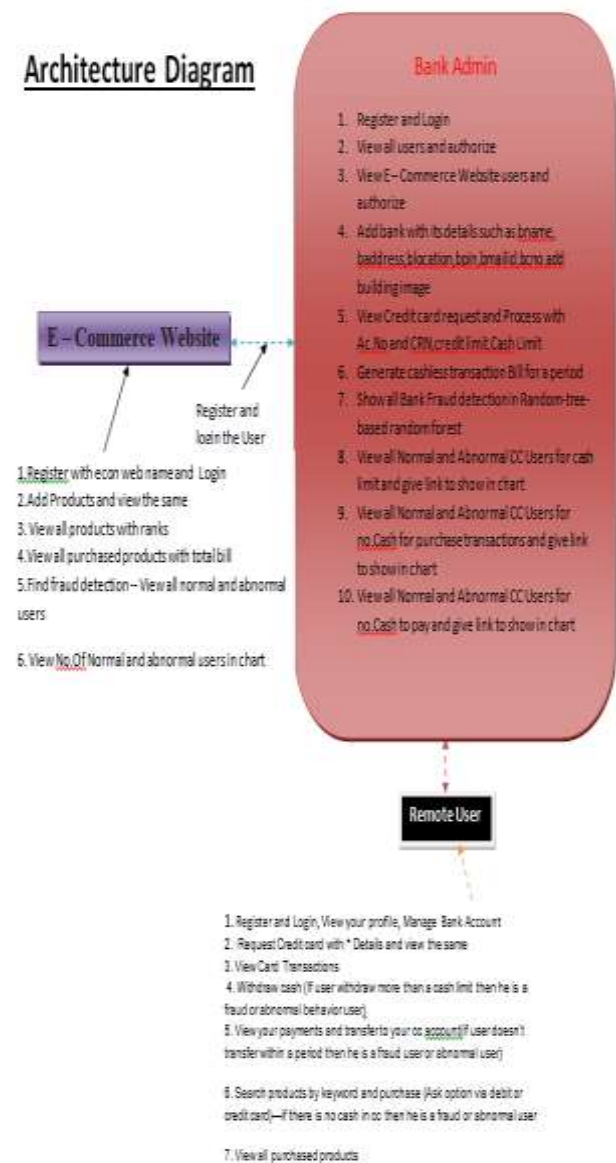 Architecture Diagram
Bank Admin
1. Register and Login
2. View all users and authorize
3. View E – Commerce Website users and
authorize
4. Add bank with its details such as bname,
baddress,blocation,bpin,bmailid,bcno,add
building image
5. View Credit card request and Process with
Ac.No and CRN,credit limit,Cash Limit
6. Generate cashless transaction Bill for a period
7. Show all Bank Fraud detection in Random-tree-
based random forest
8. View all Normal and Abnormal CC Users for cash
limit and give link to show in chart
9. View all Normal and Abnormal CC Users for
no.Cash for purchase transactions and give link
to show in chart
10. View all Normal and Abnormal CC Users for
no.Cash to pay and give link to show in chart
E – Commerce Website
Register and
login the User
1.Register with econ web name and Login
2.Add Products and view the same
3. View all products with ranks
4.View all purchased products with total bill
5.Find fraud detection – View all normal and abnormal
users
6. View No.Of Normal and abnormal users in chart
Remote User
1. Register and Login, View your profile, Manage Bank Account
2. Request Credit card with * Details and view the same
3. View Card Transactions
4. Withdraw cash (If user withdraw more than a cash limit then he is a
fraud or abnormal behavior user)
5. View your payments and transfer to your cc account(If user doesn't
transfer within a period then he is a fraud user or abnormal user)
6. Search products by keyword and purchase (Ask option via debit or
credit card)—if there is no cash in cc then he is a fraud or abnormal user
7. View all purchased products